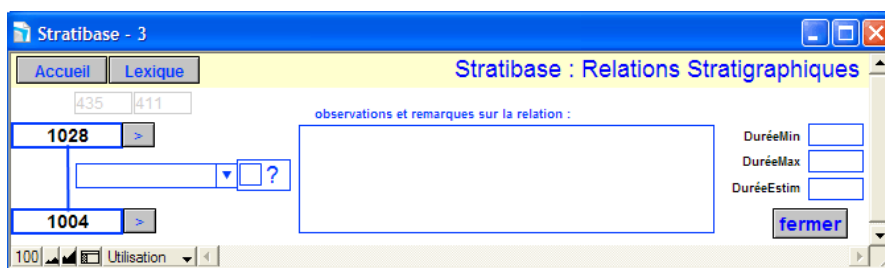 Stratibase - 3
Accueil Lexique Stratibase : Relations Stratigraphiques
435 411
observations et remarques sur la relation :
1028 > DuréeMin
DuréeMax
?
DuréeEstim
1004 > fermer
100 Utilisation